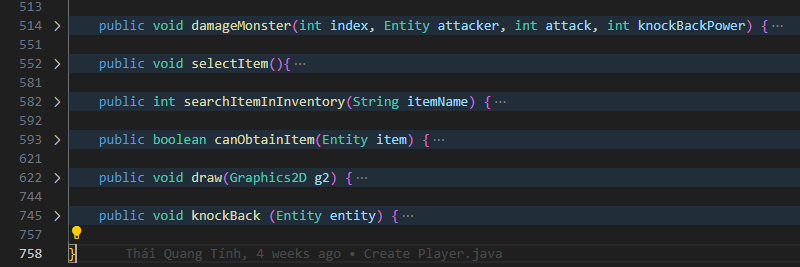 513
514 > public void damageMonster(int index, Entity attacker, int attack, int knockBackPower) {···
551
552 > public void selectItem(){···
581
582 > public int searchItemInInventory(String itemName) {···
592
593 > public boolean canObtainItem(Entity item) {···
621
622 > public void draw(Graphics2D g2) {···
744
745 > public void knockBack (Entity entity) {···
757
758 } Thái Quang Tính, 4 weeks ago • Create Player.java